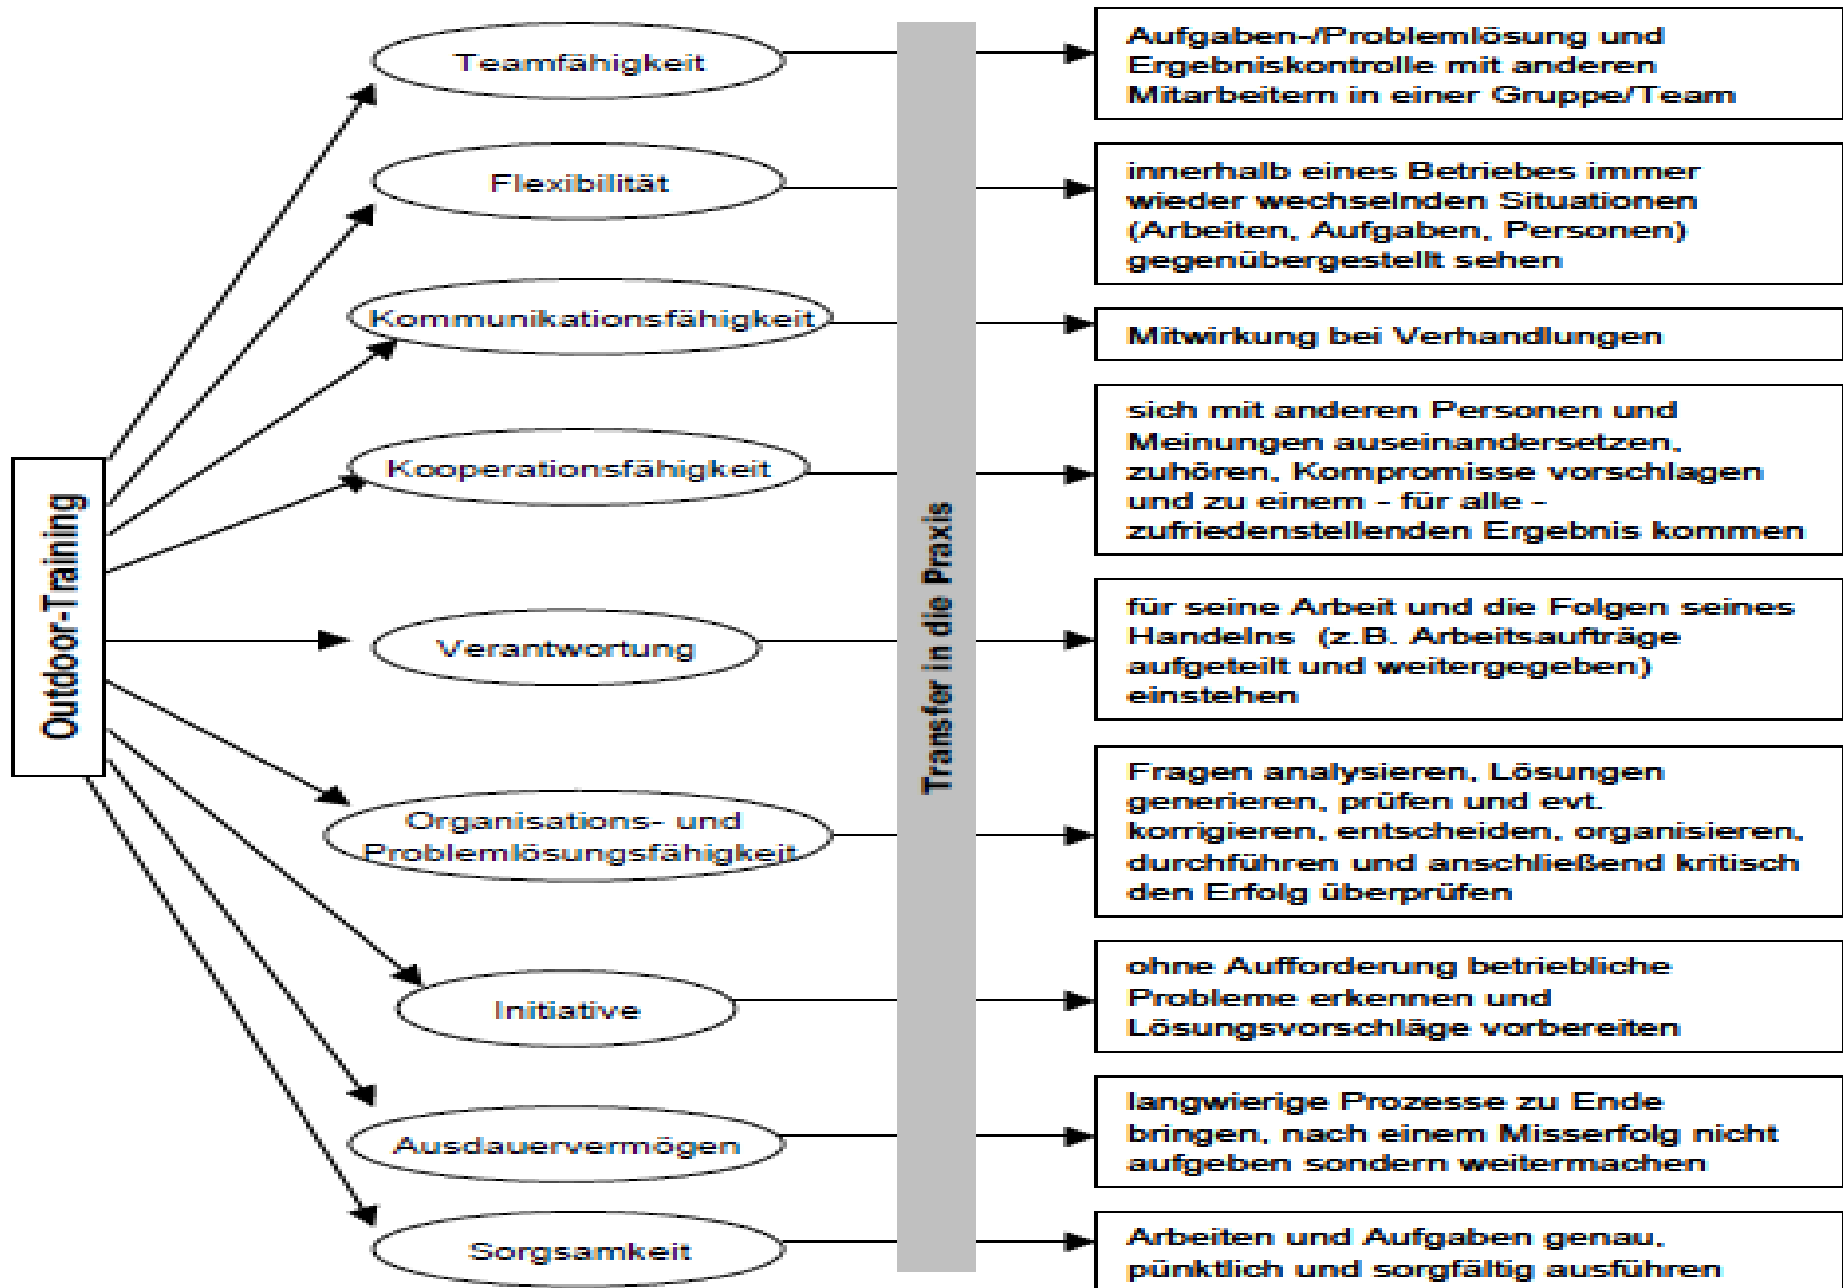 Outdoor-Training
Teamfähigkeit
Flexibilität
Kommunikationsfähigkeit
Kooperationsfähigkeit
Verantwortung
Organisations- und
Problemlösungsfähigkeit
Initiative
Ausdauervermögen
Sorgsamkeit
Transfer in die Praxis
Aufgaben-/Problemlösung und
Ergebniskontrolle mit anderen
Mitarbeitern in einer Gruppe/Team
innerhalb eines Betriebes immer
wieder wechselnden Situationen
(Arbeiten, Aufgaben, Personen)
gegenübergestellt sehen
Mitwirkung bei Verhandlungen
sich mit anderen Personen und
Meinungen auseinandersetzen,
zuhören, Kompromisse vorschlagen
und zu einem - für alle -
zufriedenstellenden Ergebnis kommen
für seine Arbeit und die Folgen seines
Handelns (z.B. Arbeitsaufträge
aufgeteilt und weitergegeben)
einstehen
Fragen analysieren, Lösungen
generieren, prüfen und evt.
korrigieren, entscheiden, organisieren,
durchführen und anschließend kritisch
den Erfolg überprüfen
ohne Aufforderung betriebliche
Probleme erkennen und
Lösungsvorschläge vorbereiten
langwierige Prozesse zu Ende
bringen, nach einem Misserfolg nicht
aufgeben sondern weitermachen
Arbeiten und Aufgaben genau,
pünktlich und sorgfältig ausführen